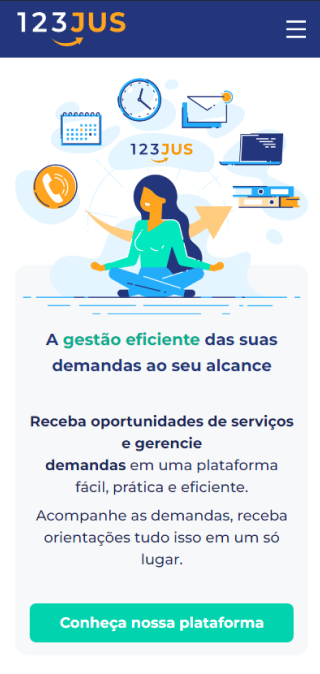 123JUS
123JUS
A gestão eficiente das suas
demandas ao seu alcance
Receba oportunidades de serviços
e gerencie
demandas em uma plataforma
fácil, prática e eficiente.
Acompanhe as demandas, receba
orientações tudo isso em um só
lugar.
Conheça nossa plataforma